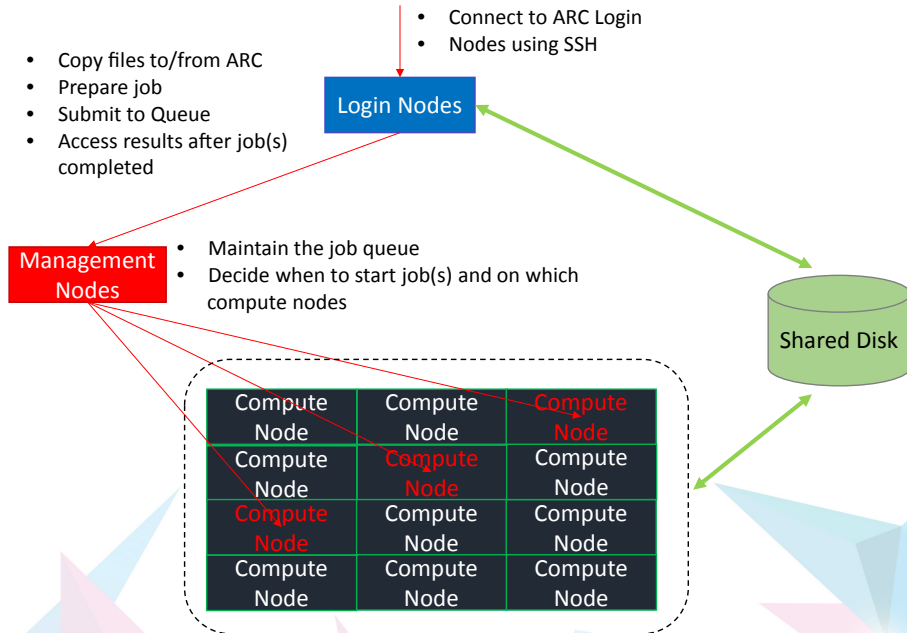 • Connect to ARC Login
• Nodes using SSH
• Copy files to/from ARC
• Prepare job
• Submit to Queue
• Access results after job(s)
completed
Login Nodes
Management
Nodes
• Maintain the job queue
• Decide when to start job(s) and on which
compute nodes
Shared Disk
Compute
Node
Compute
Node
Compute
Node
Compute
Node
Compute
Node
Compute
Node
Compute
Node
Compute
Node
Compute
Node
Compute
Node
Compute
Node
Compute
Node